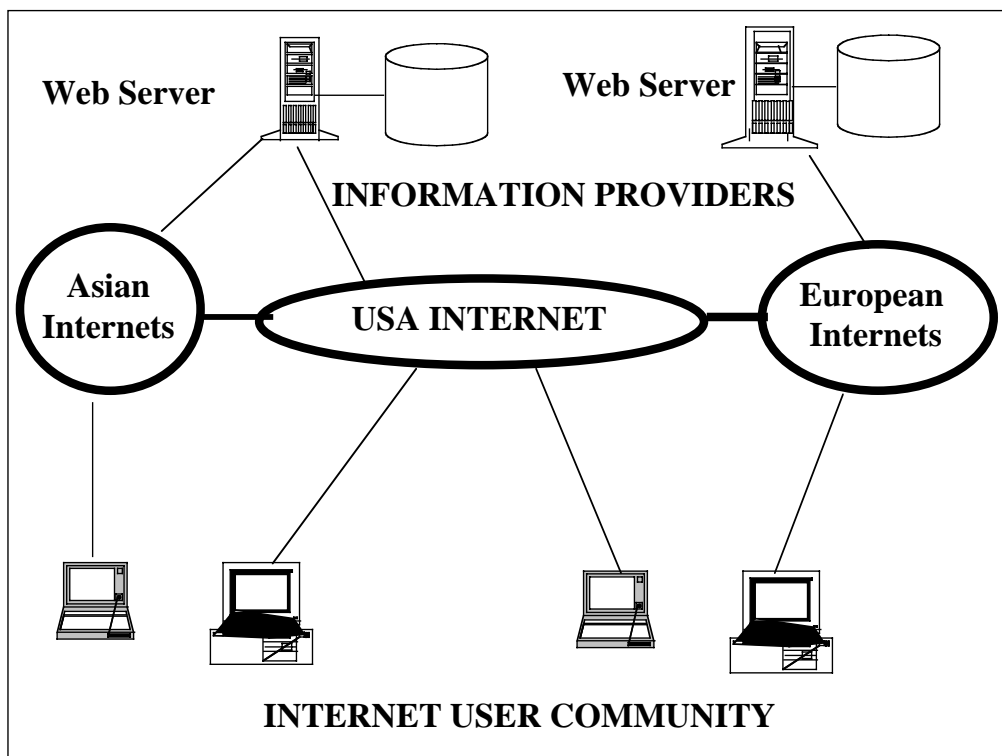 Web Server
Web Server
INFORMATION PROVIDERS
Asian
Internets
USA INTERNET
European
Internets
INTERNET USER COMMUNITY